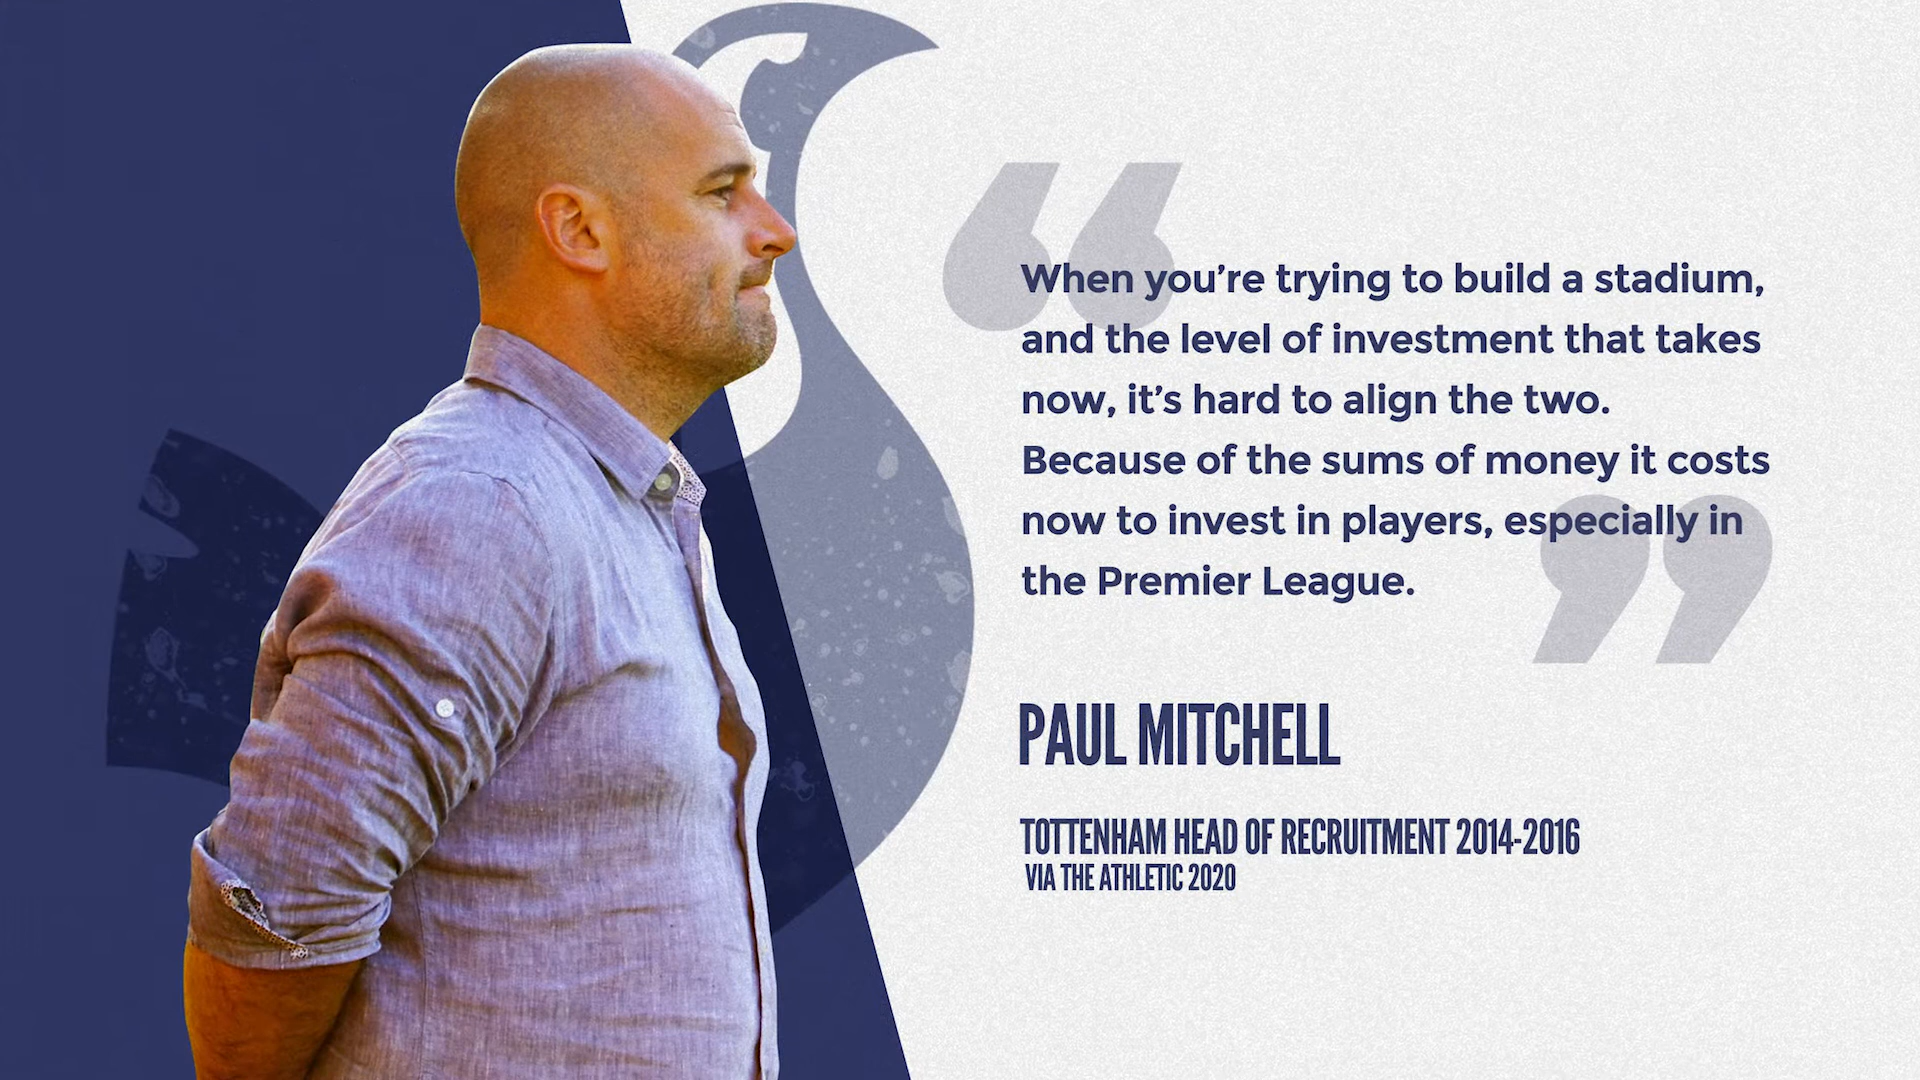 When you’re trying to build a stadium,
and the level of investment that takes
now, it’s hard to align the two.
Because of the sums of money it costs
now to invest in players, especially in
the Premier League.
PAUL MITCHELL
TOTTENHAM HEAD OF RECRUITMENT 2014-2016
VIA THE ATHLETIC 2020